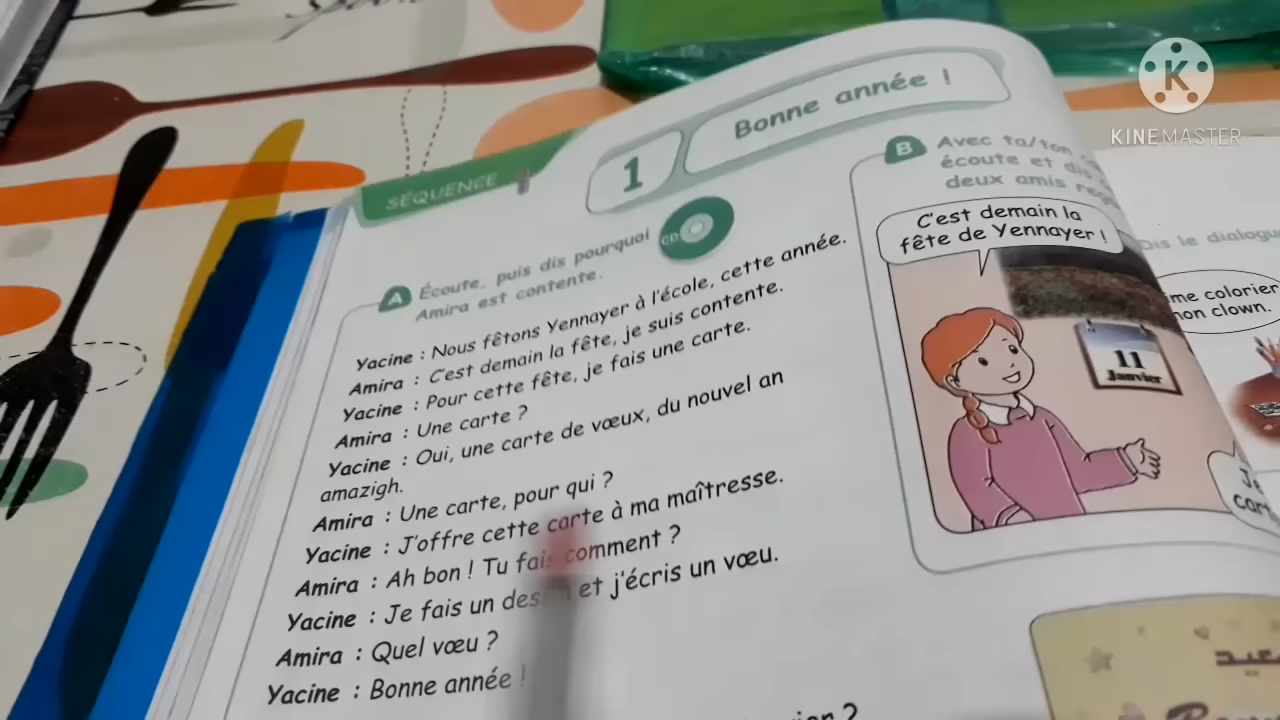 KINEMASTER
SÉQUENCE
1
Bonne année !
A Écoute, puis dis pourquoi
Amira est contente.
CD
Yacine : Nous fêtons Yennayer à l'école, cette année.
Amira : C'est demain la fête, je suis contente.
Yacine : Pour cette fête, je fais une carte.
Amira : Une carte ?
Yacine : Oui, une carte de vœux, du nouvel an
amazigh.
Amira : Une carte, pour qui ?
Yacine : J'offre cette carte à ma maîtresse.
Amira : Ah bon ! Tu fais comment ?
Yacine : Je fais un et j'écris un vœu.
Amira : Quel vœu ?
Yacine : Bonne année !
B Avec
écoute et
deux amis
C'est demain la
fête de Yennayer !
11
Janvier
Dis le
me colorier
clown.